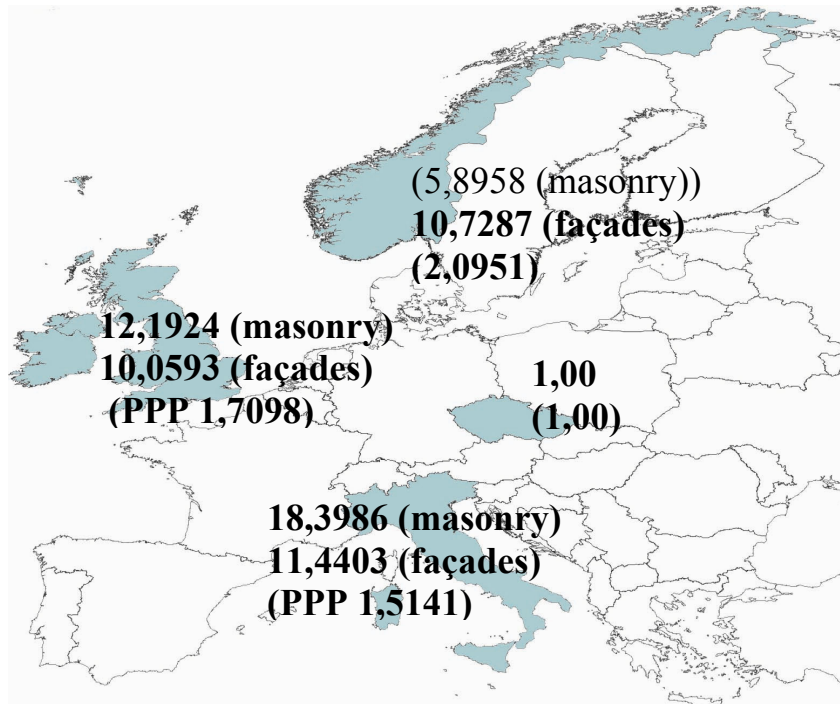 (5,8958 (masonry))
10,7287 (façades)
(2,0951)
12,1924 (masonry)
10,0593 (façades)
(PPP 1,7098)
1,00
(1,00)
18,3986 (masonry)
11,4403 (façades)
(PPP 1,5141)